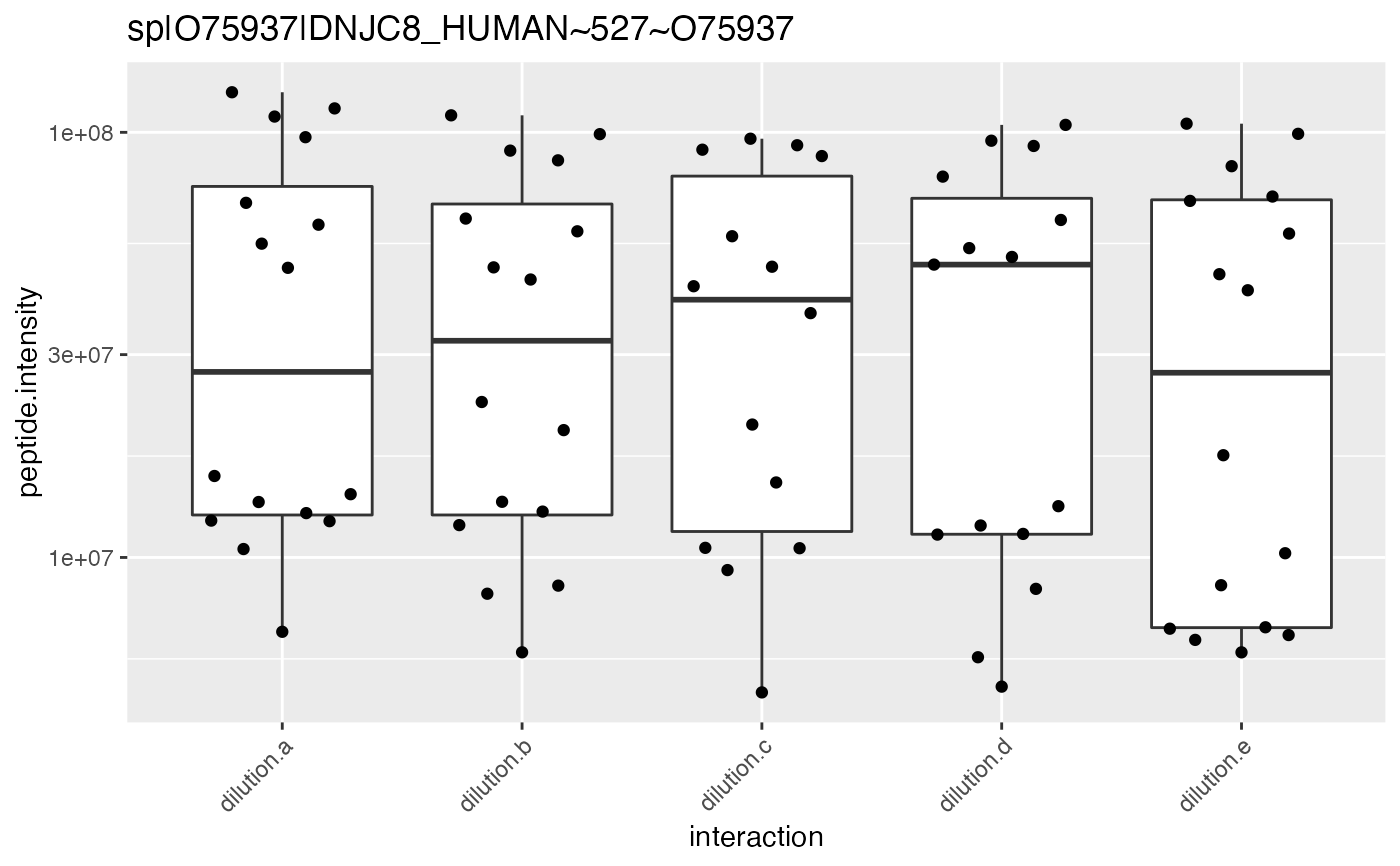 sp|O75937|DNJC8_HUMAN~527~O75937
peptide.intensity
1e+08
3e+07
1e+07
dilution.a
dilution.b
dilution.c
dilution.d
dilution.e
interaction